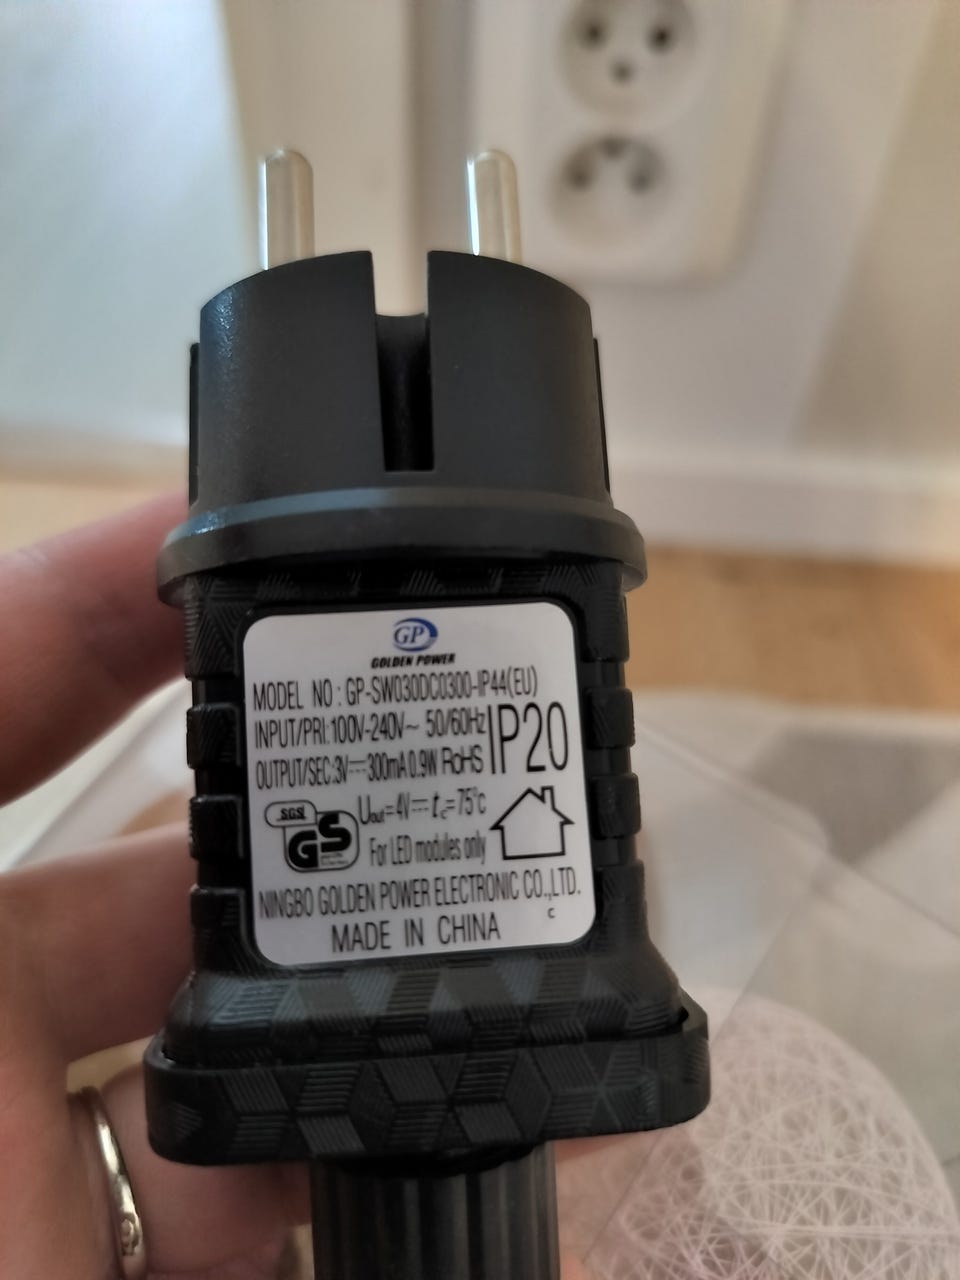 GP
GOLDEN POWER
MODEL NO : GP-SW030DC0300-IP44(EU)
INPUT/PRI: 100V-240V~ 50/60Hz
IP20
OUTPUT/SEC:3V⎓300mA 0.9W RoHS
SGS
GS
Uout=4V⎓ tc=75°c
For LED modules only
NINGBO GOLDEN POWER ELECTRONIC CO.,LTD.
c
MADE IN CHINA